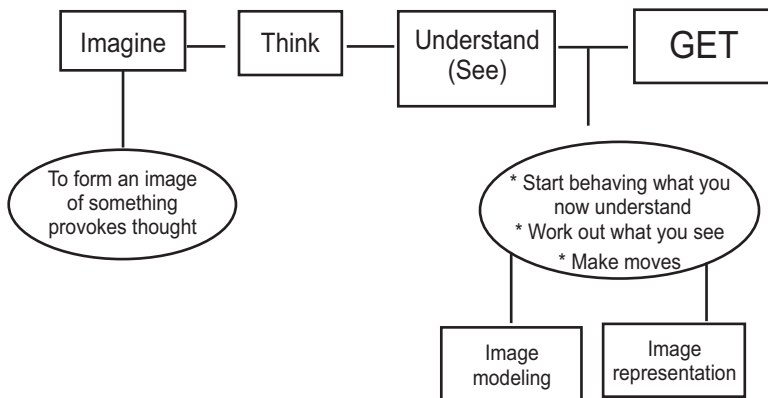 Imagine
Think
Understand
(See)
GET
To form an image
of something
provokes thought
* Start behaving what you
now understand
* Work out what you see
* Make moves
Image
modeling
Image
representation